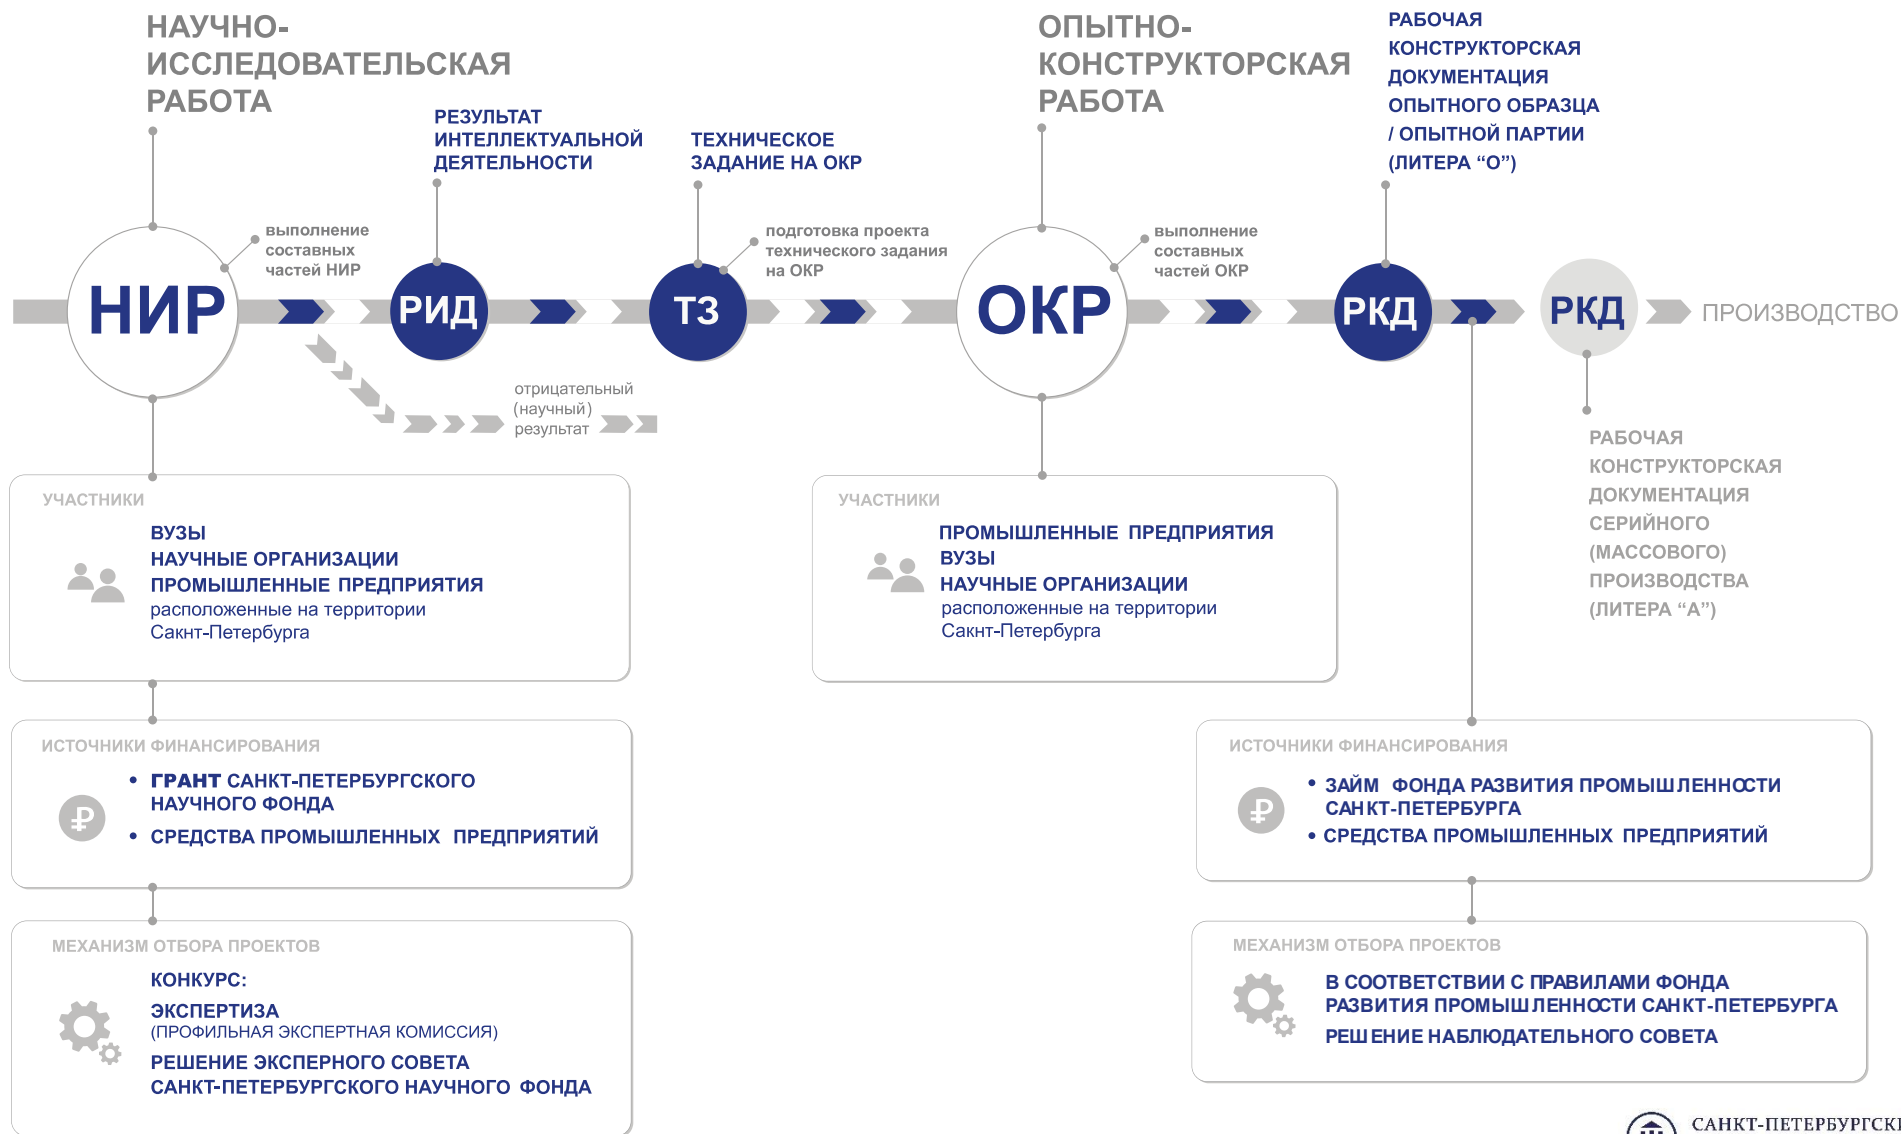 НАУЧНО-
ИССЛЕДОВАТЕЛЬСКАЯ
РАБОТА
РЕЗУЛЬТАТ
ИНТЕЛЛЕКТУАЛЬНОЙ
ДЕЯТЕЛЬНОСТИ
ТЕХНИЧЕСКОЕ
ЗАДАНИЕ НА ОКР
ОПЫТНО-
КОНСТРУКТОРСКАЯ
РАБОТА
РАБОЧАЯ
КОНСТРУКТОРСКАЯ
ДОКУМЕНТАЦИЯ
ОПЫТНОГО ОБРАЗЦА
/ ОПЫТНОЙ ПАРТИИ
(ЛИТЕРА “О”)
выполнение
составных
частей НИР
подготовка проекта
технического задания
на ОКР
выполнение
составных
частей ОКР
НИР
РИД
ТЗ
ОКР
РКД
РКД
ПРОИЗВОДСТВО
отрицательный
(научный)
результат
РАБОЧАЯ
КОНСТРУКТОРСКАЯ
ДОКУМЕНТАЦИЯ
СЕРИЙНОГО
(МАССОВОГО)
ПРОИЗВОДСТВА
(ЛИТЕРА “А”)
УЧАСТНИКИ
ВУЗЫ
НАУЧНЫЕ ОРГАНИЗАЦИИ
ПРОМЫШЛЕННЫЕ ПРЕДПРИЯТИЯ
расположенные на территории
Сакнт-Петербурга
УЧАСТНИКИ
ПРОМЫШЛЕННЫЕ ПРЕДПРИЯТИЯ
ВУЗЫ
НАУЧНЫЕ ОРГАНИЗАЦИИ
расположенные на территории
Сакнт-Петербурга
ИСТОЧНИКИ ФИНАНСИРОВАНИЯ
₽
• ГРАНТ САНКТ-ПЕТЕРБУРГСКОГО
НАУЧНОГО ФОНДА
• СРЕДСТВА ПРОМЫШЛЕННЫХ ПРЕДПРИЯТИЙ
ИСТОЧНИКИ ФИНАНСИРОВАНИЯ
₽
• ЗАЙМ ФОНДА РАЗВИТИЯ ПРОМЫШЛЕННОСТИ
САНКТ-ПЕТЕРБУРГА
• СРЕДСТВА ПРОМЫШЛЕННЫХ ПРЕДПРИЯТИЙ
МЕХАНИЗМ ОТБОРА ПРОЕКТОВ
КОНКУРС:
ЭКСПЕРТИЗА
(ПРОФИЛЬНАЯ ЭКСПЕРТНАЯ КОМИССИЯ)
РЕШЕНИЕ ЭКСПЕРНОГО СОВЕТА
САНКТ-ПЕТЕРБУРГСКОГО НАУЧНОГО ФОНДА
МЕХАНИЗМ ОТБОРА ПРОЕКТОВ
В СООТВЕТСТВИИ С ПРАВИЛАМИ ФОНДА
РАЗВИТИЯ ПРОМЫШЛЕННОСТИ САНКТ-ПЕТЕРБУРГА
РЕШЕНИЕ НАБЛЮДАТЕЛЬНОГО СОВЕТА
САНКТ-ПЕТЕРБУРГСКІ